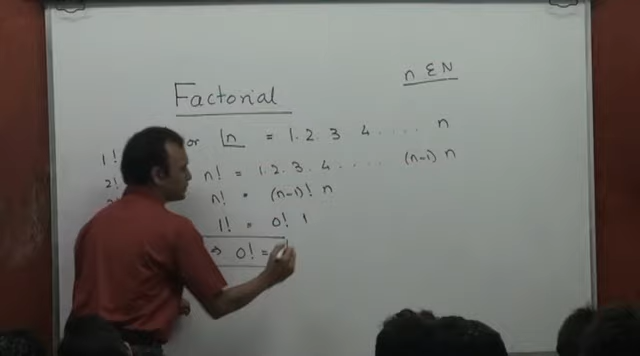 n ∈ N
Factorial
or ⌊n = 1. 2. 3 4 ..... n
1!
n! = 1. 2. 3. 4 ..... (n-1) n
2!
n! = (n-1)! n
1! = 0! 1
⇒ 0! =